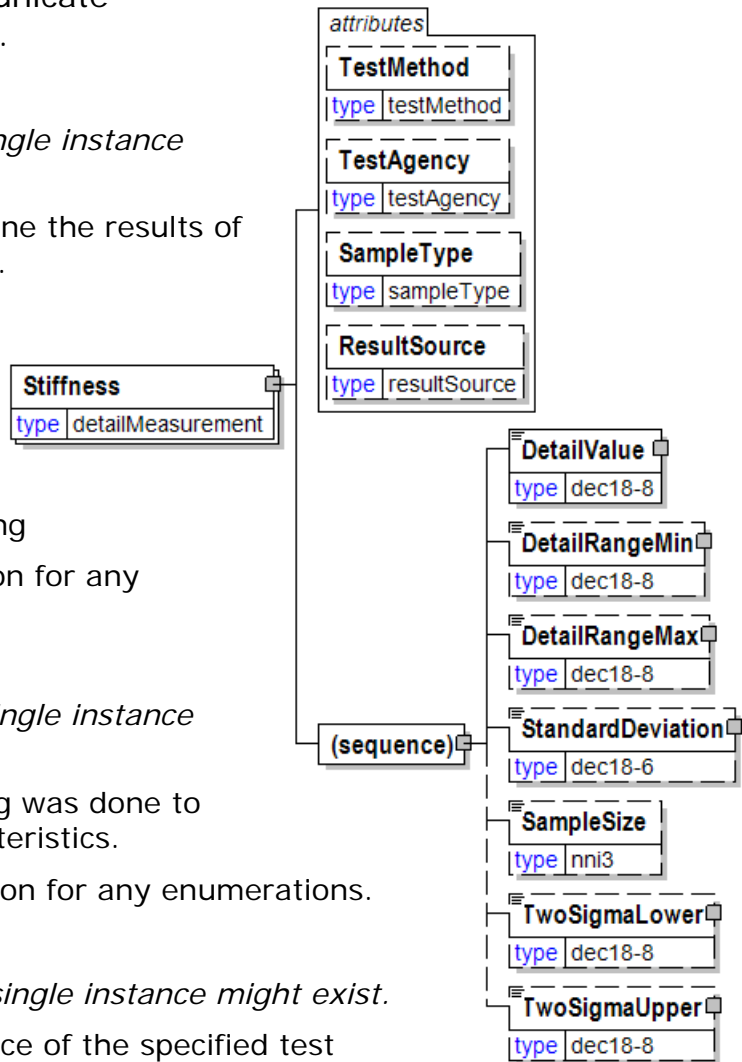 unicate
.
ngle instance
ne the results of
.
ng
on for any
ingle instance
g was done to
teristics.
on for any enumerations.
single instance might exist.
ce of the specified test
attributes
TestMethod
type testMethod
TestAgency
type testAgency
SampleType
type sampleType
ResultSource
type resultSource
Stiffness
type detailMeasurement
(sequence)
DetailValue
type dec18-8
DetailRangeMin
type dec18-8
DetailRangeMax
type dec18-8
StandardDeviation
type dec18-6
SampleSize
type nni3
TwoSigmaLower
type dec18-8
TwoSigmaUpper
type dec18-8